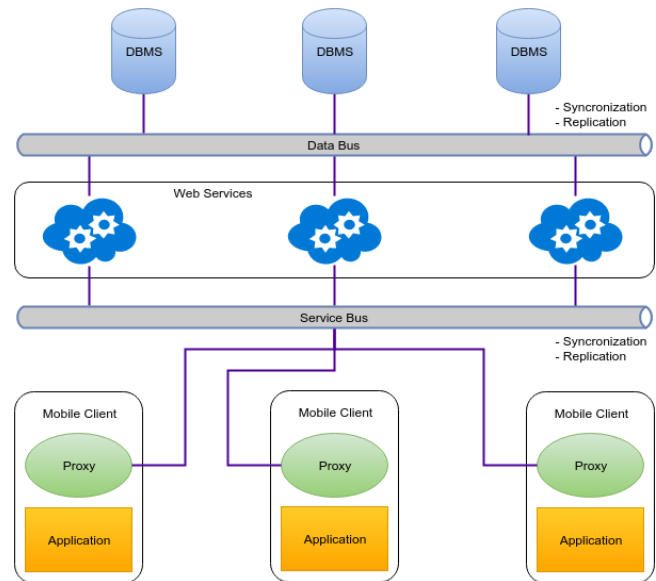 DBMS
DBMS
DBMS
- Syncronization
- Replication
Data Bus
Web Services
Service Bus
- Syncronization
- Replication
Mobile Client
Mobile Client
Mobile Client
Proxy
Proxy
Proxy
Application
Application
Application